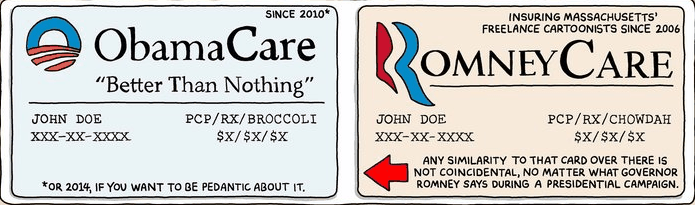 SINCE 2010*
ObamaCare
“Better Than Nothing”
JOHN DOE PCP/RX/BROCCOLI
XXX-XX-XXXX $X/$X/$X
*OR 2014, IF YOU WANT TO BE PEDANTIC ABOUT IT.
INSURING MASSACHUSETTS'
FREELANCE CARTOONISTS SINCE 2006
ROMNEYCARE
JOHN DOE PCP/RX/CHOWDAH
XXX-XX-XXXX $X/$X/$X
ANY SIMILARITY TO THAT CARD OVER THERE IS
NOT COINCIDENTAL, NO MATTER WHAT GOVERNOR
ROMNEY SAYS DURING A PRESIDENTIAL CAMPAIGN.